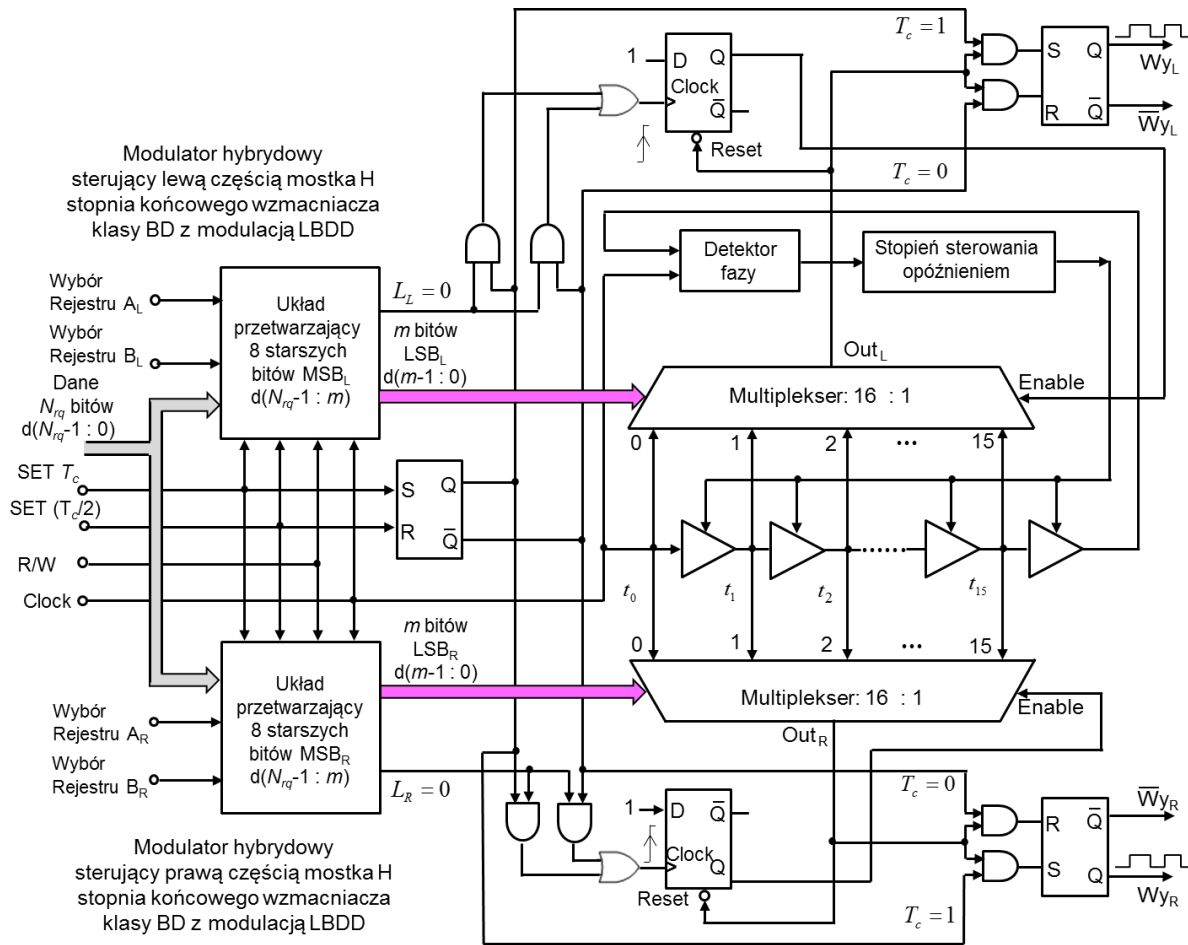 T_c = 1
1
D
Q
Clock
Q̅
Reset
S
Q
R
Q̅
Wy_L
W̅y_L
T_c = 0
Modulator hybrydowy
sterujący lewą częścią mostka H
stopnia końcowego wzmacniacza
klasy BD z modulacją LBDD
Detektor
fazy
Stopień sterowania
opóźnieniem
Wybór
Rejestru A_L
Wybór
Rejestru B_L
Dane
N_rq bitów
d(N_rq-1 : 0)
Układ
przetwarzający
8 starszych
bitów MSB_L
d(N_rq-1 : m)
L_L = 0
m bitów
LSB_L
d(m-1 : 0)
Out_L
Enable
Multiplekser: 16 : 1
0 1 2 ... 15
SET T_c
SET (T_c/2)
R/W
Clock
S
Q
R
Q̅
t_0 t_1 t_2 t_15
m bitów
LSB_R
d(m-1 : 0)
0 1 2 ... 15
Multiplekser: 16 : 1
Enable
Out_R
Układ
przetwarzający
8 starszych
bitów MSB_R
d(N_rq-1 : m)
Wybór
Rejestru A_R
Wybór
Rejestru B_R
L_R = 0
1
D
Q̅
Clock
Q
Reset
T_c = 0
R
Q̅
S
Q
W̅y_R
Wy_R
T_c = 1
Modulator hybrydowy
sterujący prawą częścią mostka H
stopnia końcowego wzmacniacza
klasy BD z modulacją LBDD